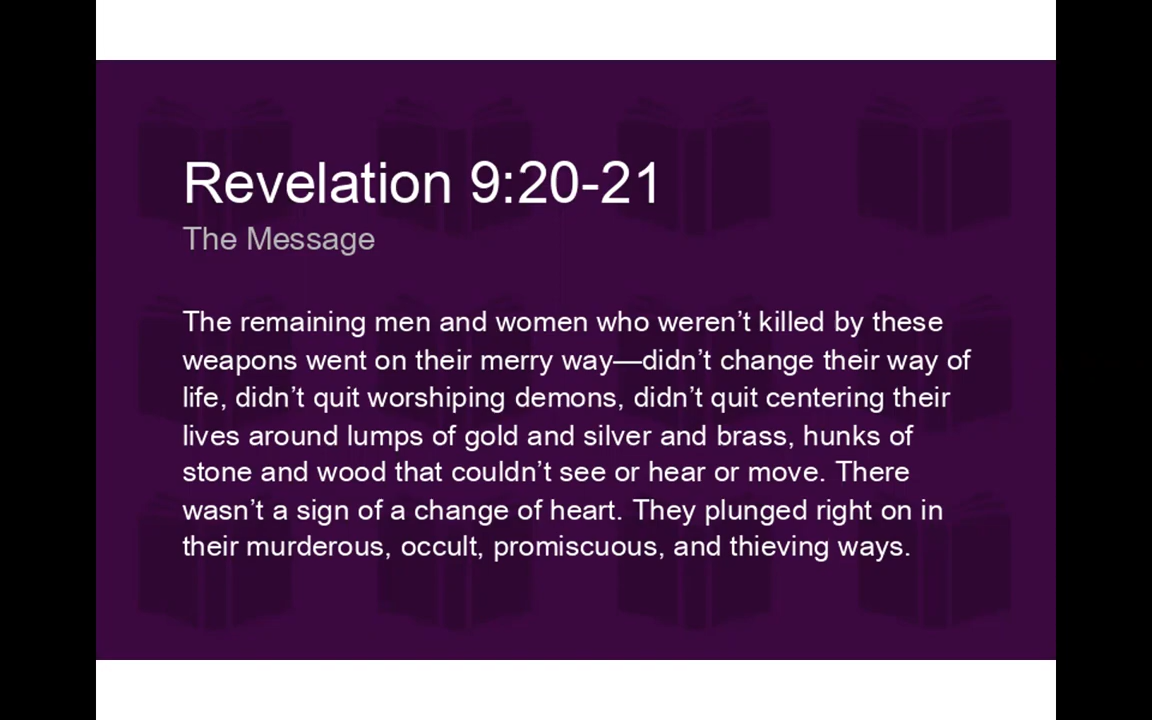 Revelation 9:20-21
The Message
The remaining men and women who weren’t killed by these
weapons went on their merry way—didn’t change their way of
life, didn’t quit worshiping demons, didn’t quit centering their
lives around lumps of gold and silver and brass, hunks of
stone and wood that couldn’t see or hear or move. There
wasn’t a sign of a change of heart. They plunged right on in
their murderous, occult, promiscuous, and thieving ways.